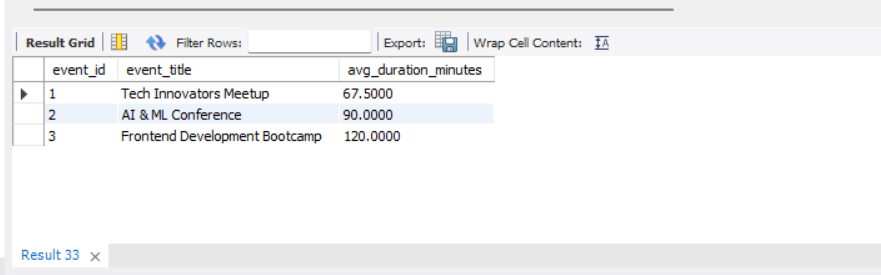 Result Grid Filter Rows: Export: Wrap Cell Content: IA
event_id event_title avg_duration_minutes
1 Tech Innovators Meetup 67.5000
2 AI & ML Conference 90.0000
3 Frontend Development Bootcamp 120.0000
Result 33 ×